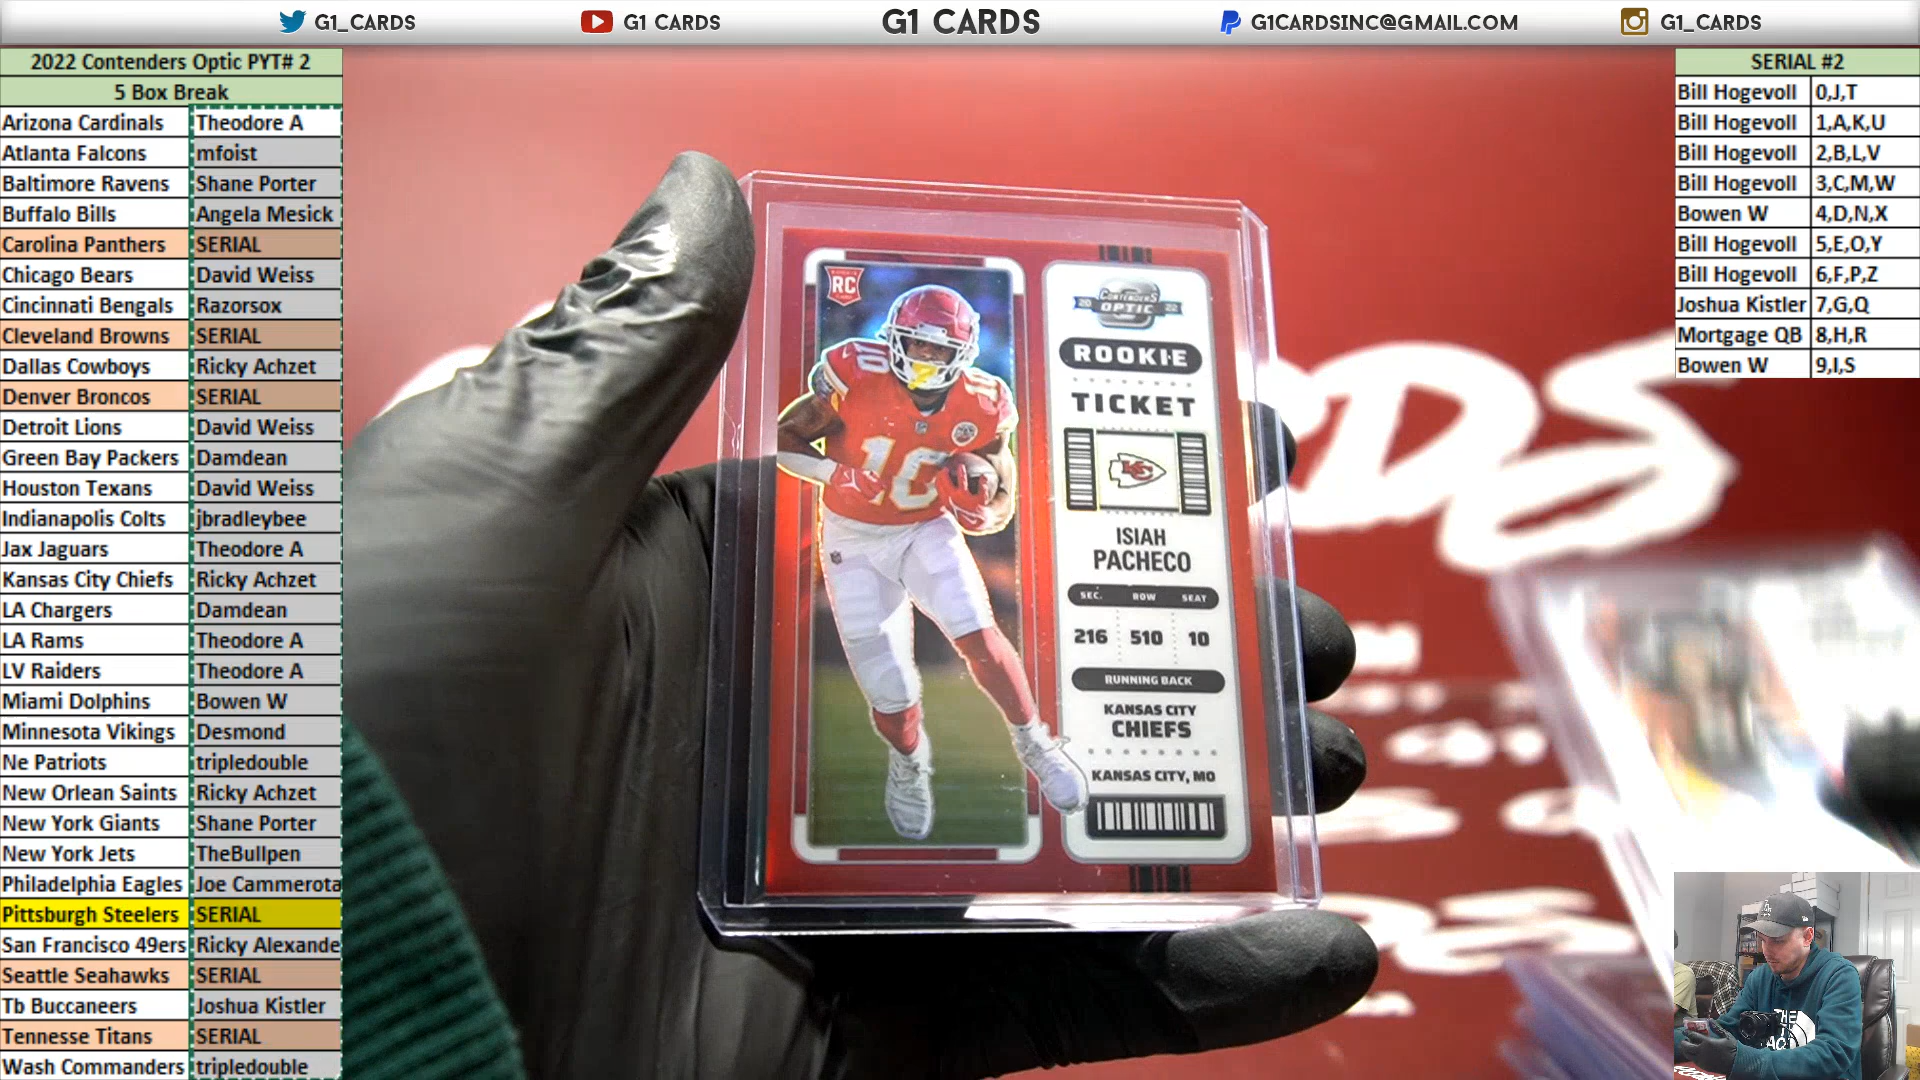 G1_CARDS
G1 CARDS
G1 CARDS
G1CARDSINC@GMAIL.COM
G1_CARDS
2022 Contenders Optic PYT# 2
5 Box Break
Arizona Cardinals Theodore A
Atlanta Falcons mfoist
Baltimore Ravens Shane Porter
Buffalo Bills Angela Mesick
Carolina Panthers SERIAL
Chicago Bears David Weiss
Cincinnati Bengals Razorsox
Cleveland Browns SERIAL
Dallas Cowboys Ricky Achzet
Denver Broncos SERIAL
Detroit Lions David Weiss
Green Bay Packers Damdean
Houston Texans David Weiss
Indianapolis Colts jbradleybee
Jax Jaguars Theodore A
Kansas City Chiefs Ricky Achzet
LA Chargers Damdean
LA Rams Theodore A
LV Raiders Theodore A
Miami Dolphins Bowen W
Minnesota Vikings Desmond
Ne Patriots tripledouble
New Orlean Saints Ricky Achzet
New York Giants Shane Porter
New York Jets TheBullpen
Philadelphia Eagles Joe Cammerota
Pittsburgh Steelers SERIAL
San Francisco 49ers Ricky Alexande
Seattle Seahawks SERIAL
Tb Buccaneers Joshua Kistler
Tennesse Titans SERIAL
Wash Commanders tripledouble
RC
10
10
10
20 CONTENDERS 22
OPTIC
ROOKIE
TICKET
KC
ISIAH
PACHECO
SEC. ROW SEAT
216 510 10
RUNNING BACK
KANSAS CITY
CHIEFS
KANSAS CITY, MO
RDS
SERIAL #2
Bill Hogevoll 0,J,T
Bill Hogevoll 1,A,K,U
Bill Hogevoll 2,B,L,V
Bill Hogevoll 3,C,M,W
Bowen W 4,D,N,X
Bill Hogevoll 5,E,O,Y
Bill Hogevoll 6,F,P,Z
Joshua Kistler 7,G,Q
Mortgage QB 8,H,R
Bowen W 9,I,S
THE